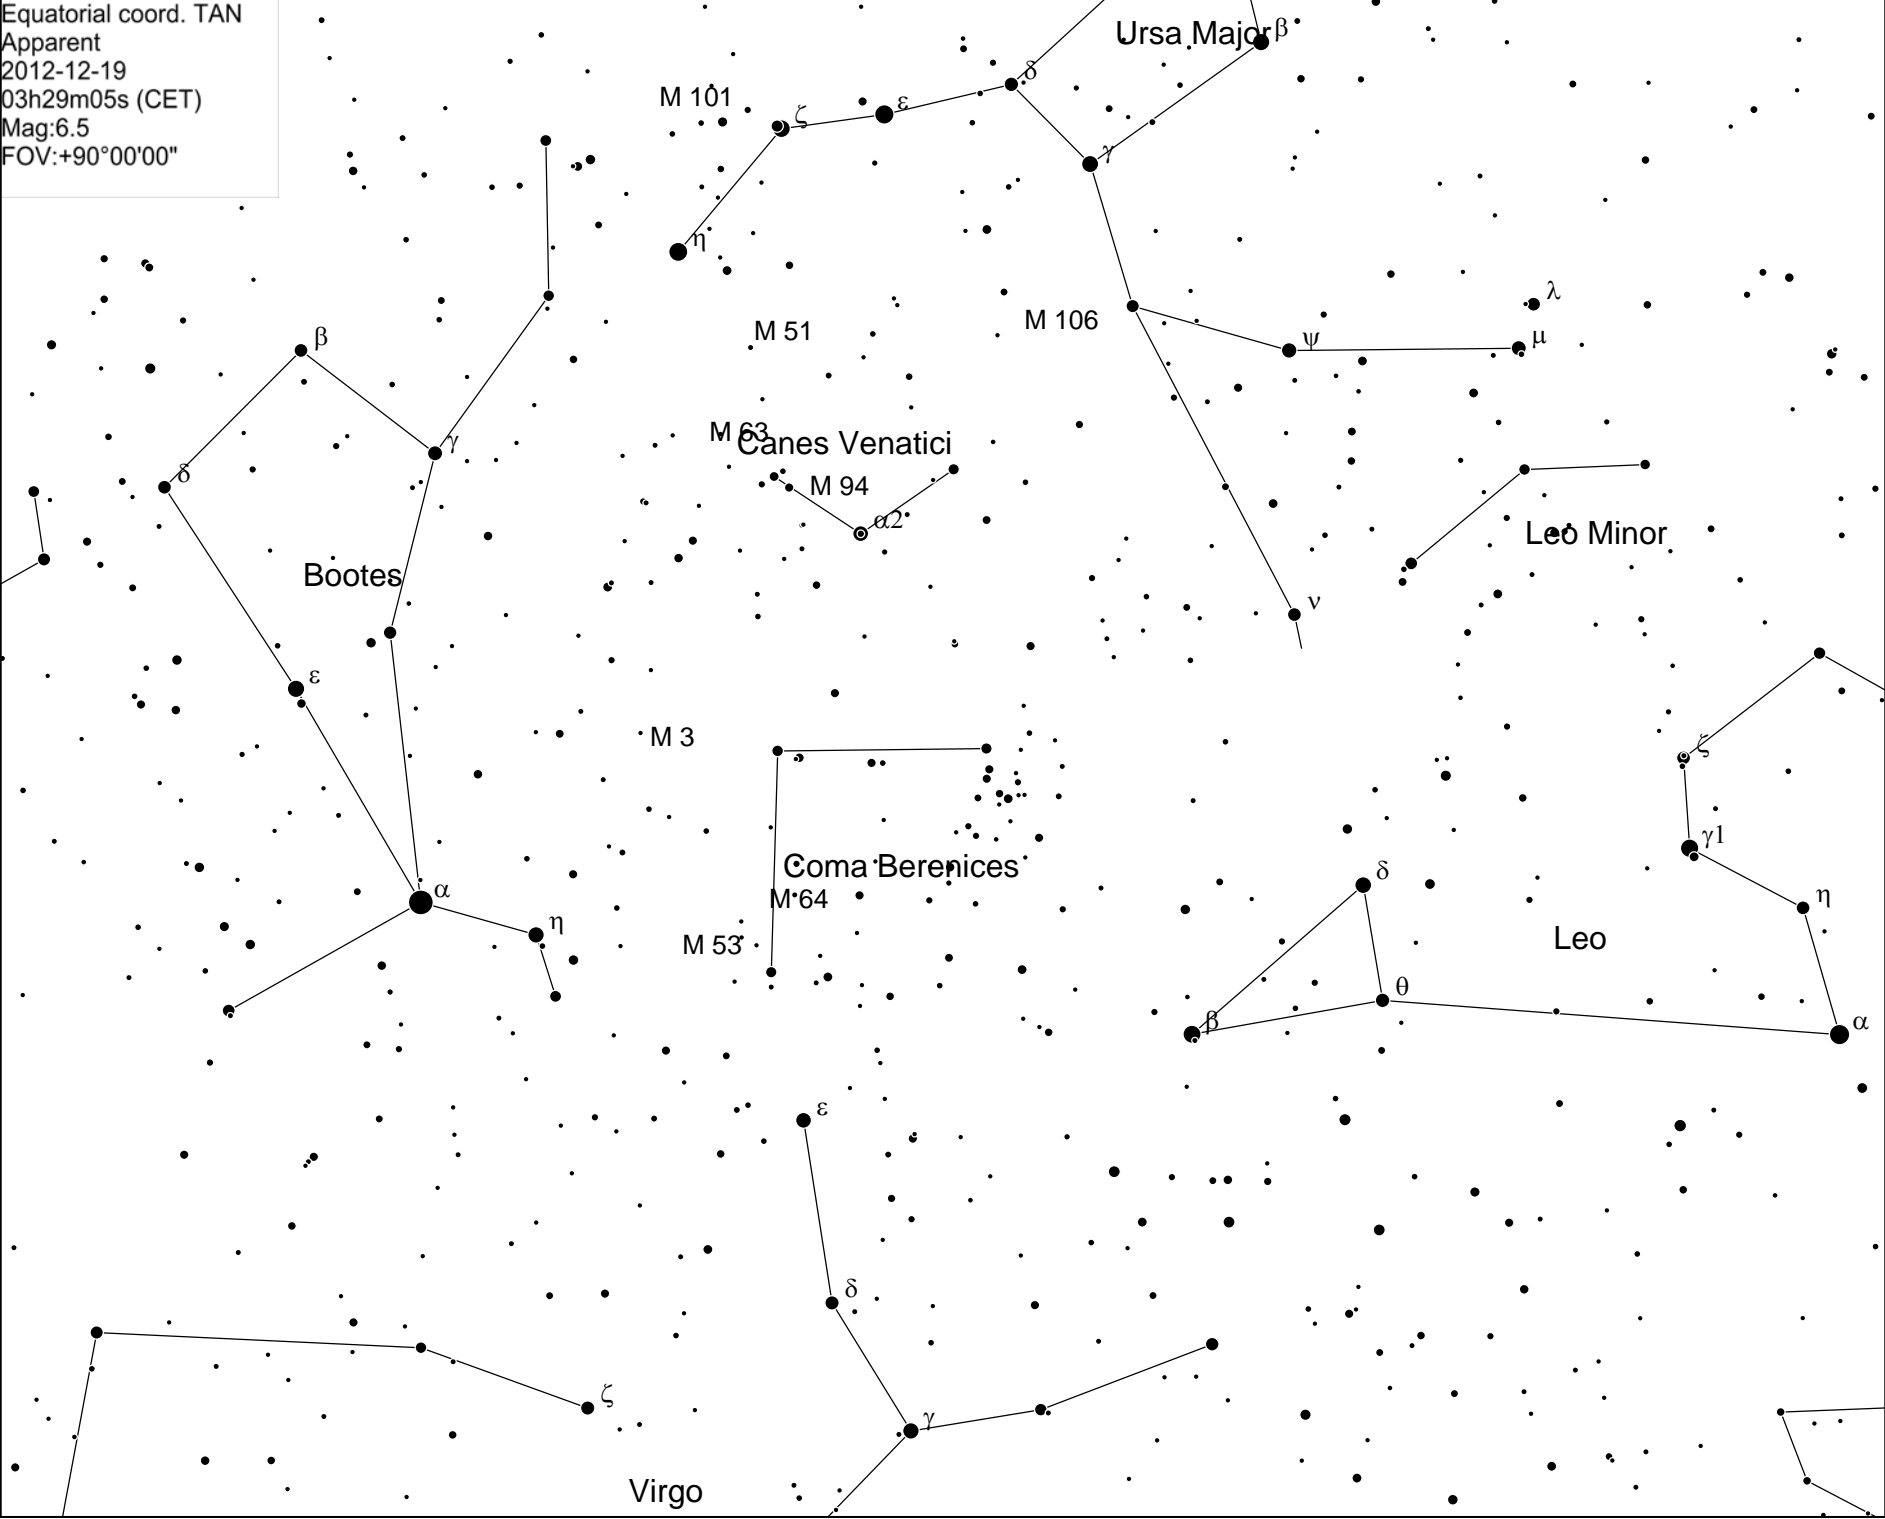 Equatorial coord. TAN
Apparent
2012-12-19
03h29m05s (CET)
Mag:6.5
FOV:+90°00'00"
Ursa Major
β
δ
M 101
ζ
ε
γ
η
λ
M 106
M 51
β
ψ
μ
M 63
Canes Venatici
γ
δ
M 94
α2
Leo Minor
Bootes
ν
ε
M 3
ζ
γ1
Coma Berenices
δ
α
M 64
η
η
M 53
Leo
θ
β
α
ε
δ
ζ
γ
Virgo